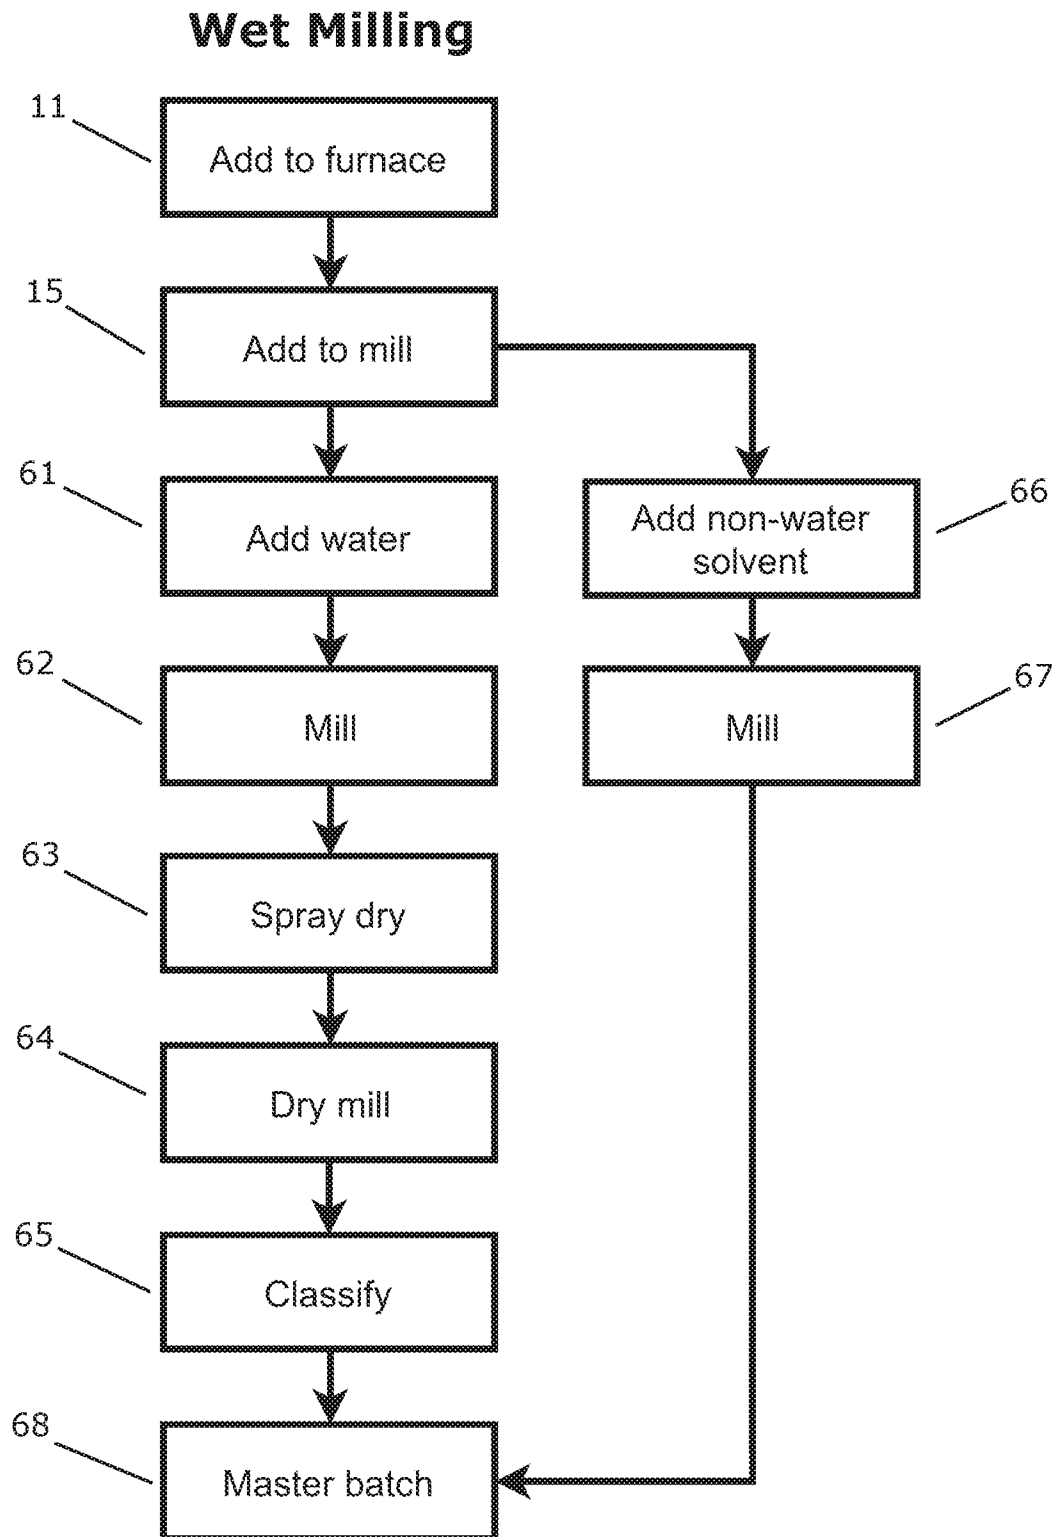 Wet Milling
11
Add to furnace
15
Add to mill
61
Add water
66
Add non-water
solvent
62
Mill
67
Mill
63
Spray dry
64
Dry mill
65
Classify
68
Master batch